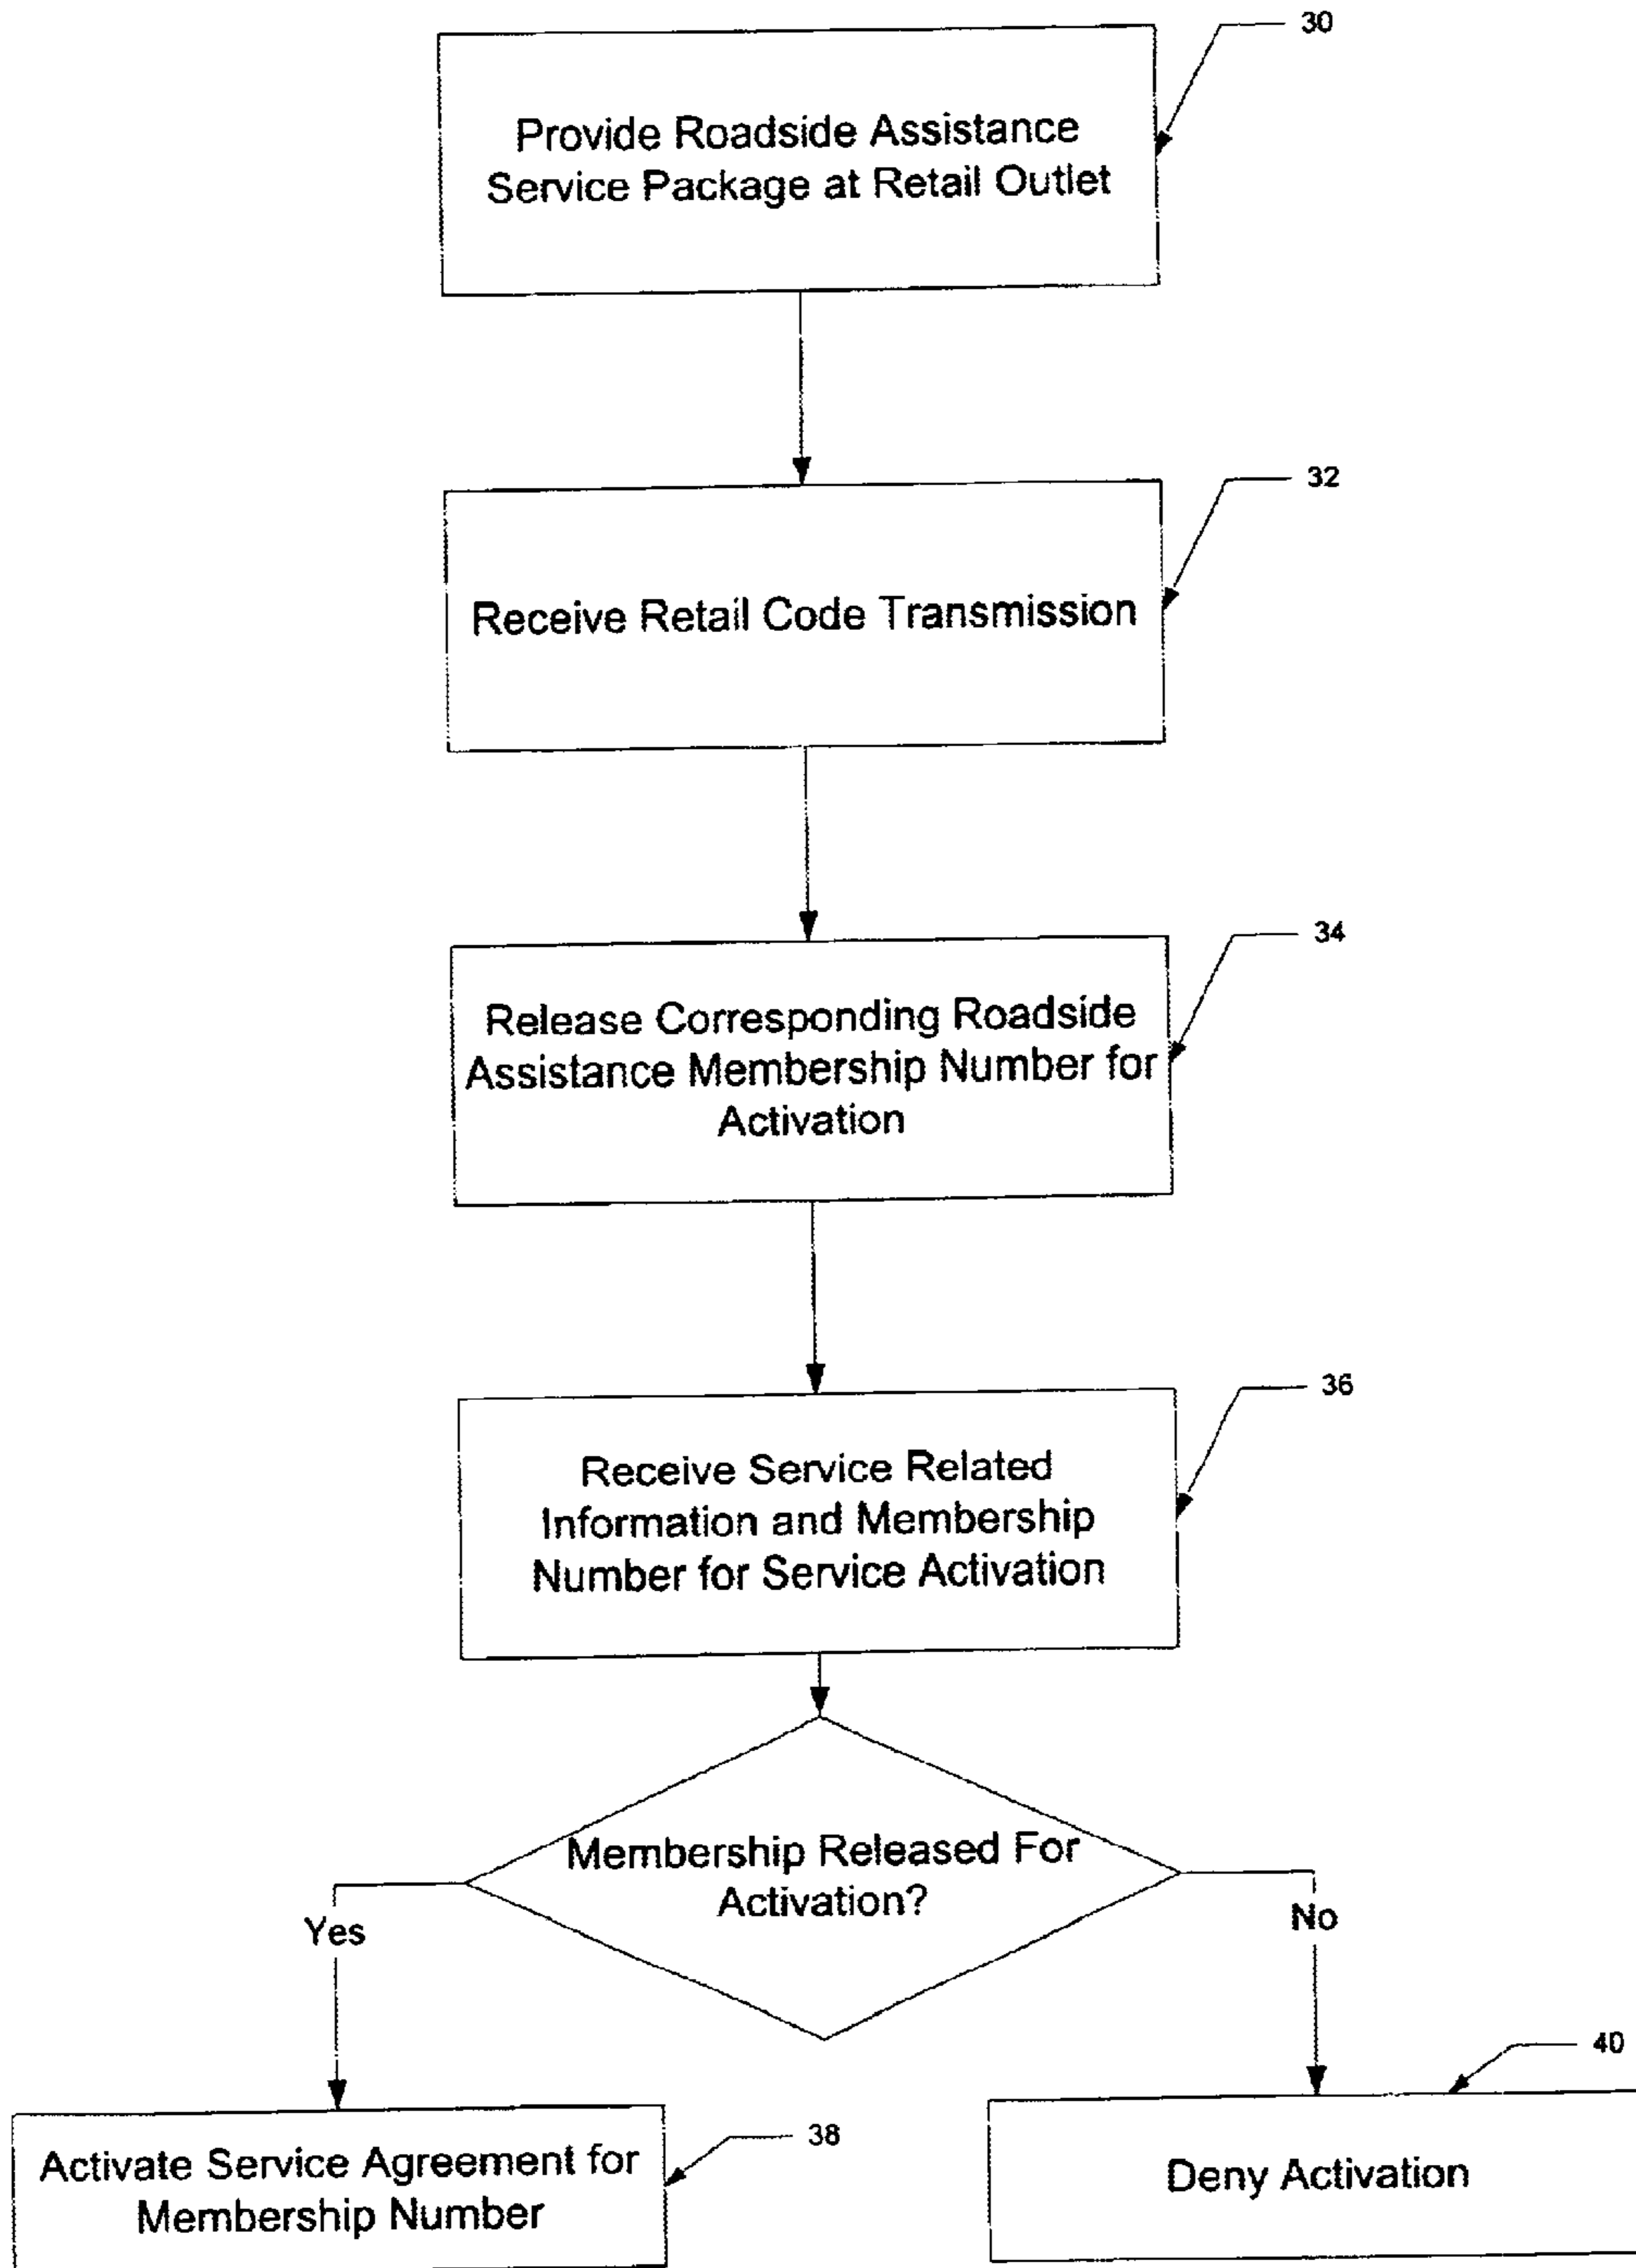 30
Provide Roadside Assistance
Service Package at Retail Outlet
32
Receive Retail Code Transmission
34
Release Corresponding Roadside
Assistance Membership Number for
Activation
36
Receive Service Related
Information and Membership
Number for Service Activation
Membership Released For
Activation?
Yes
No
40
38
Activate Service Agreement for
Membership Number
Deny Activation